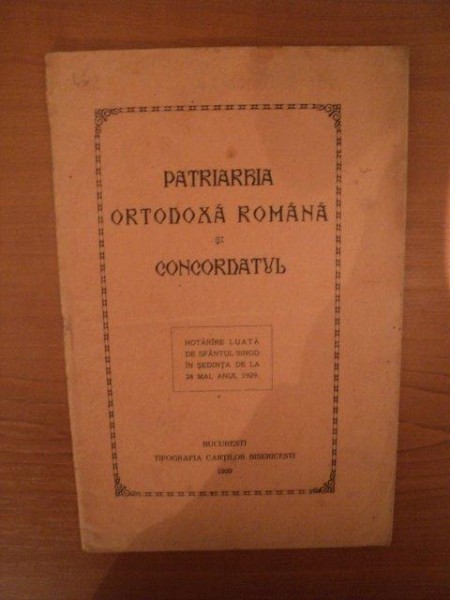 PATRIARHIA
ORTODOXĂ ROMÂNĂ
ȘI
CONCORDATUL
HOTĂRÎRE LUATĂ
DE SFÂNTUL SINOD
ÎN ȘEDINȚA DE LA
24 MAI, ANUL 1929.
BUCUREȘTI
TIPOGRAFIA CĂRȚILOR BISERICEȘTI
1929